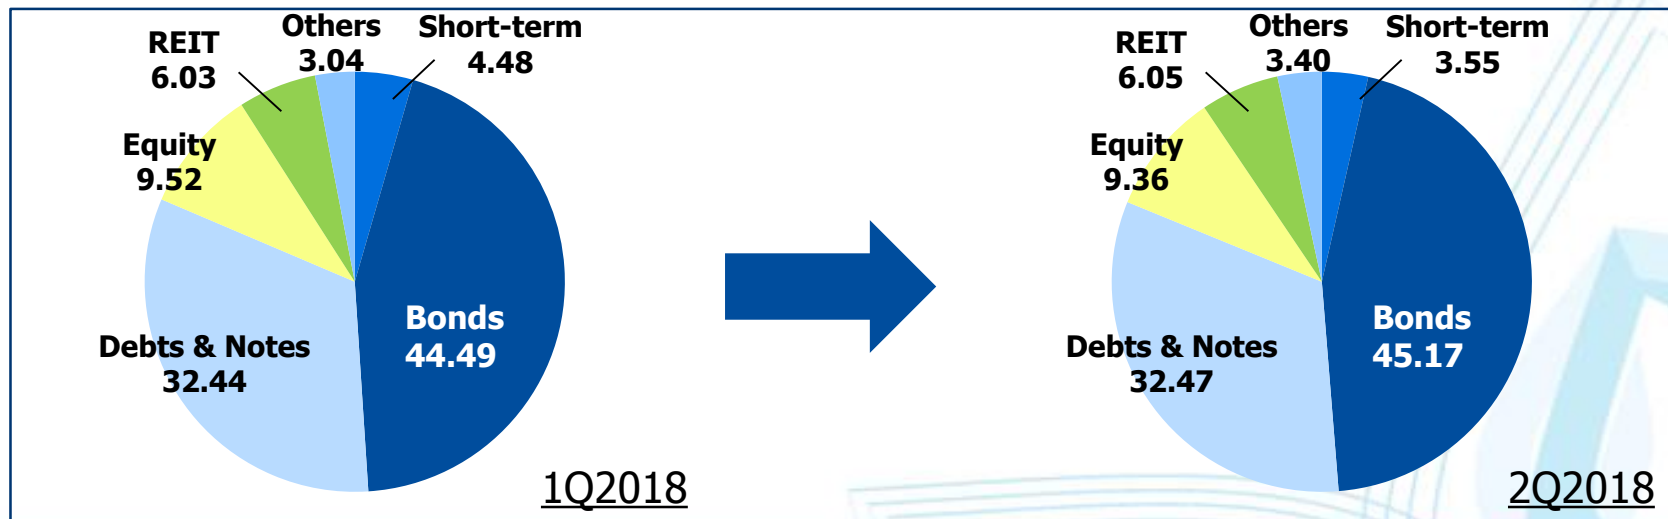 Others
3.04
Short-term
4.48
REIT
6.03
Equity
9.52
Debts & Notes
32.44
Bonds
44.49
1Q2018
Others
3.40
Short-term
3.55
REIT
6.05
Equity
9.36
Debts & Notes
32.47
Bonds
45.17
2Q2018